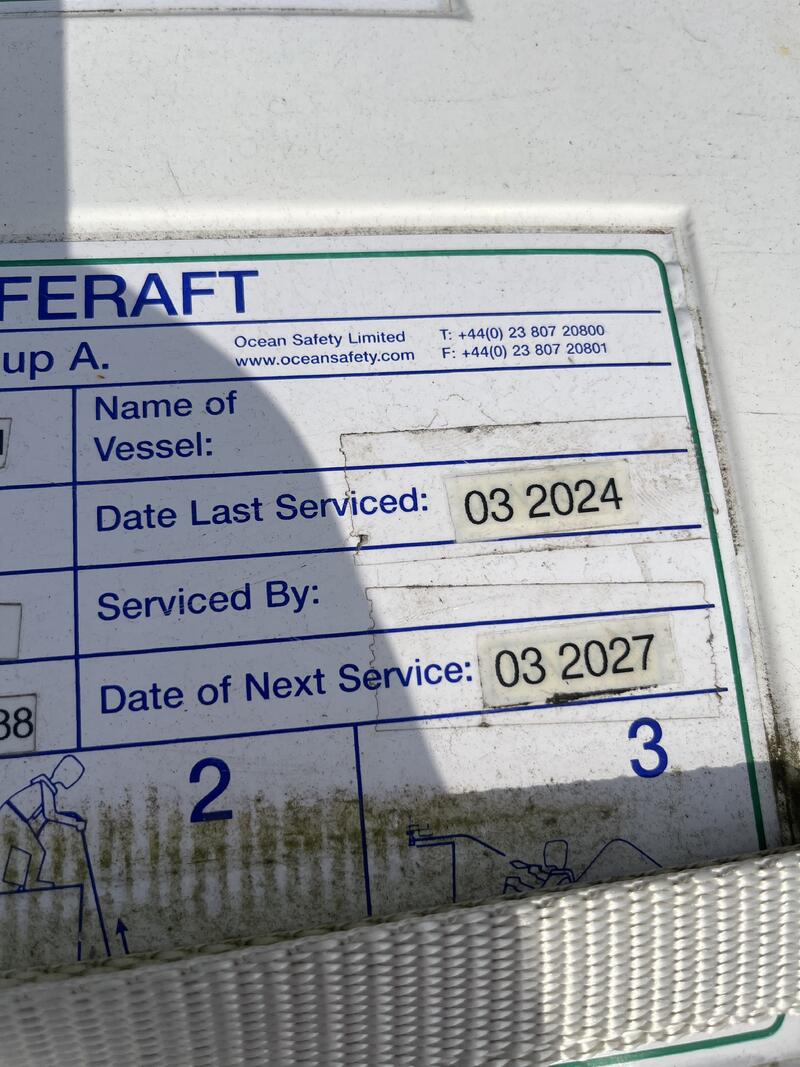 FERAFT
up A.
Ocean Safety Limited
www.oceansafety.com
T: +44(0) 23 807 20800
F: +44(0) 23 807 20801
Name of
Vessel:
Date Last Serviced: 03 2024
Serviced By:
Date of Next Service: 03 2027
38
2
3